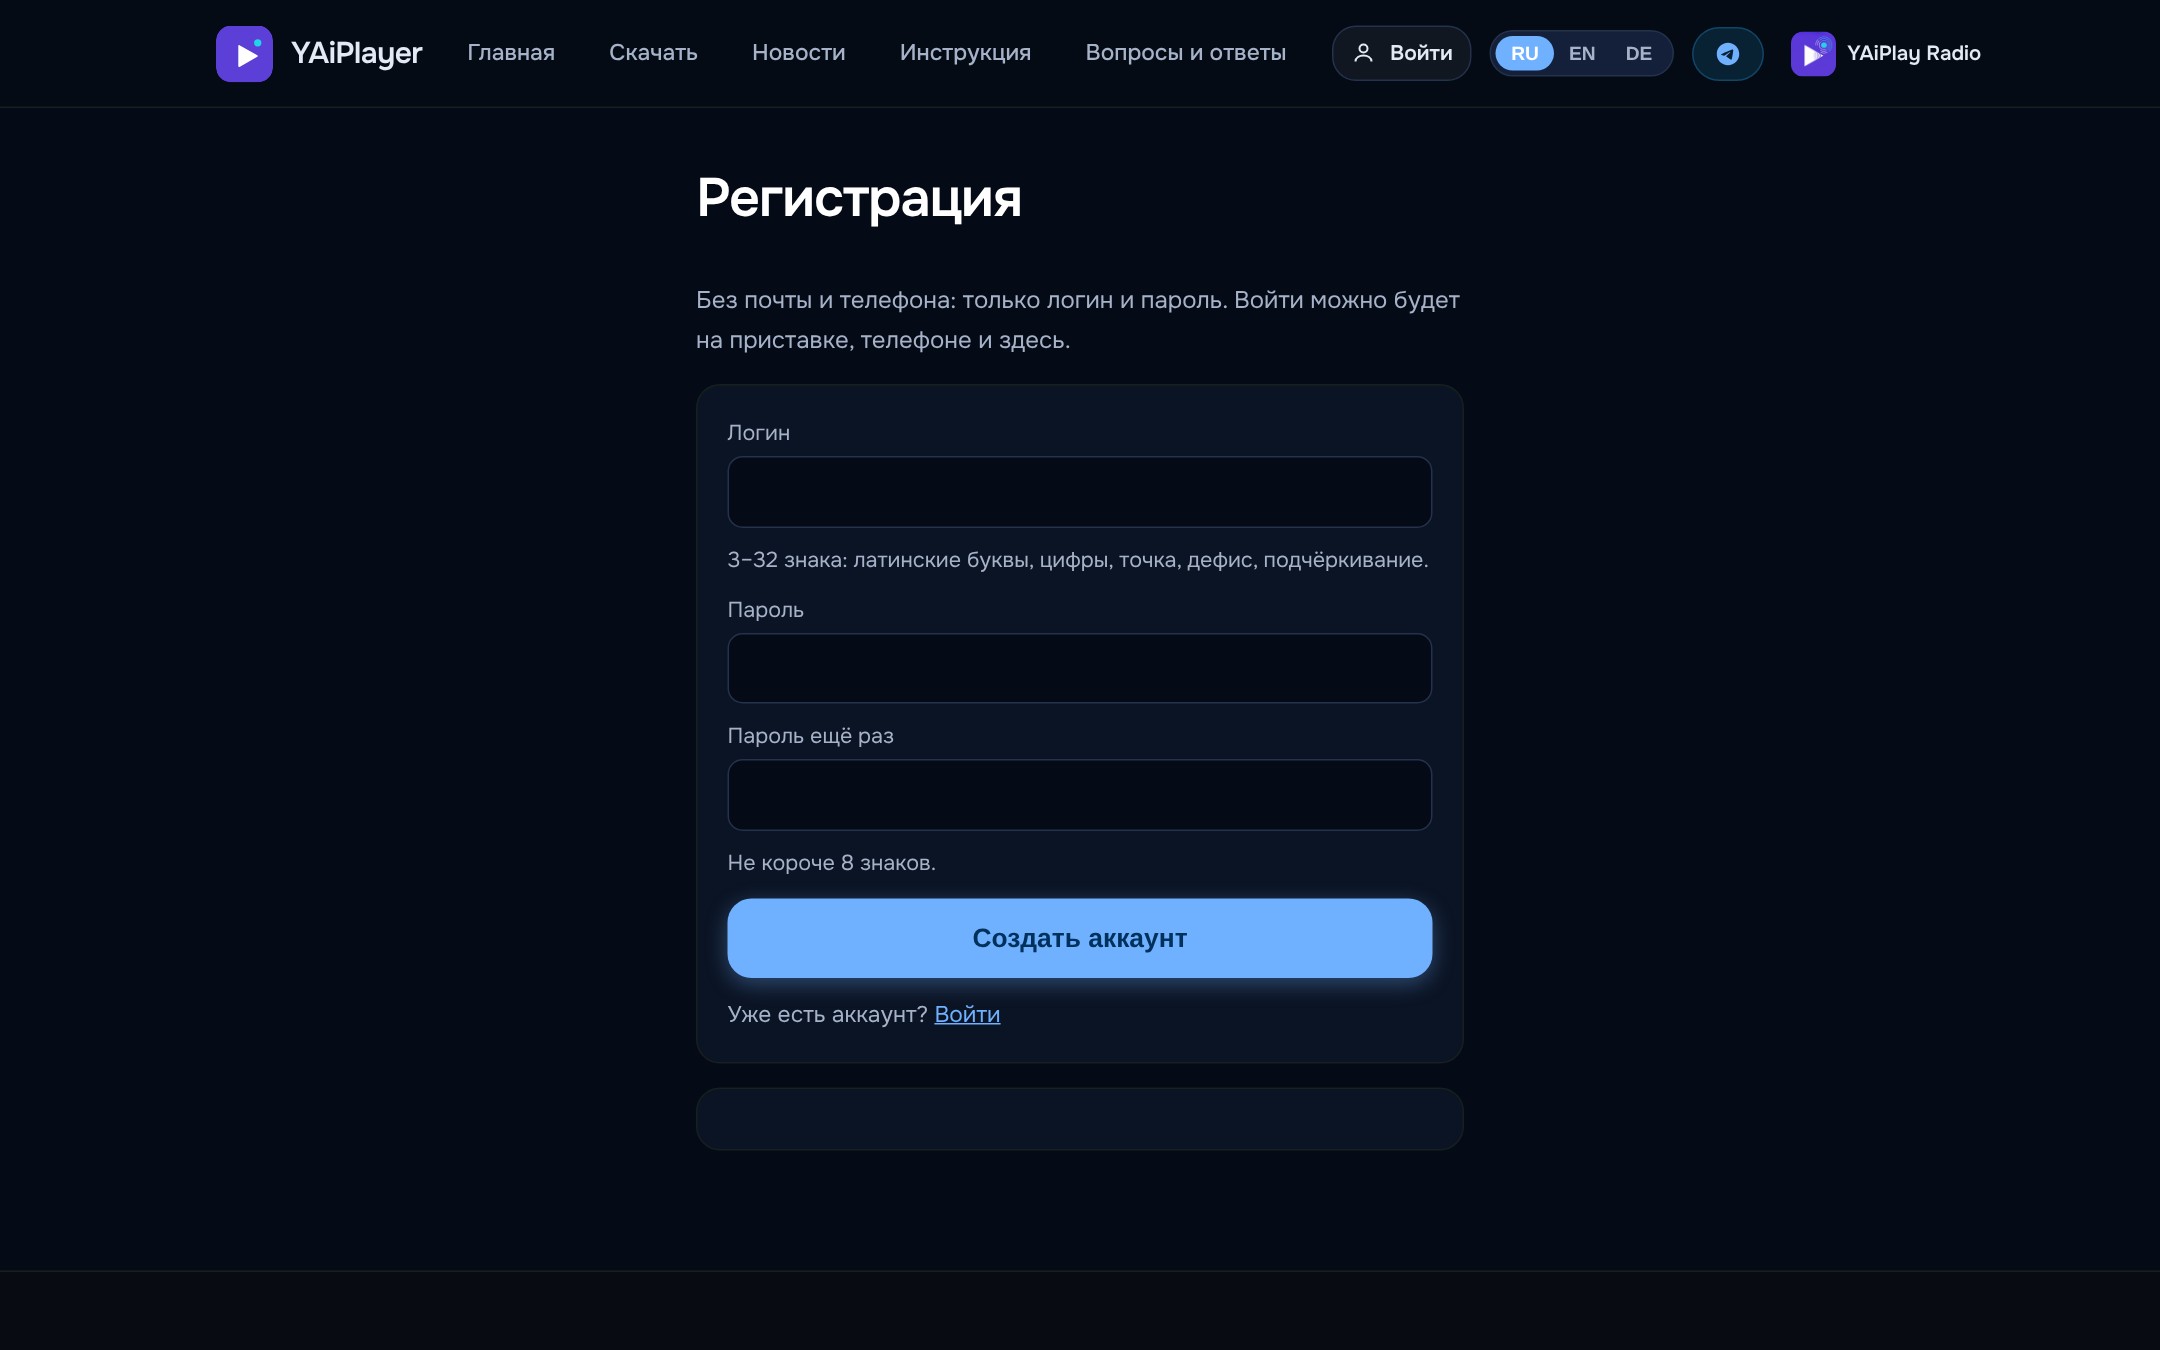 YAiPlayer Главная Скачать Новости Инструкция Вопросы и ответы Войти RU EN DE YAiPlay Radio
Регистрация
Без почты и телефона: только логин и пароль. Войти можно будет
на приставке, телефоне и здесь.
Логин
3–32 знака: латинские буквы, цифры, точка, дефис, подчёркивание.
Пароль
Пароль ещё раз
Не короче 8 знаков.
Создать аккаунт
Уже есть аккаунт? Войти